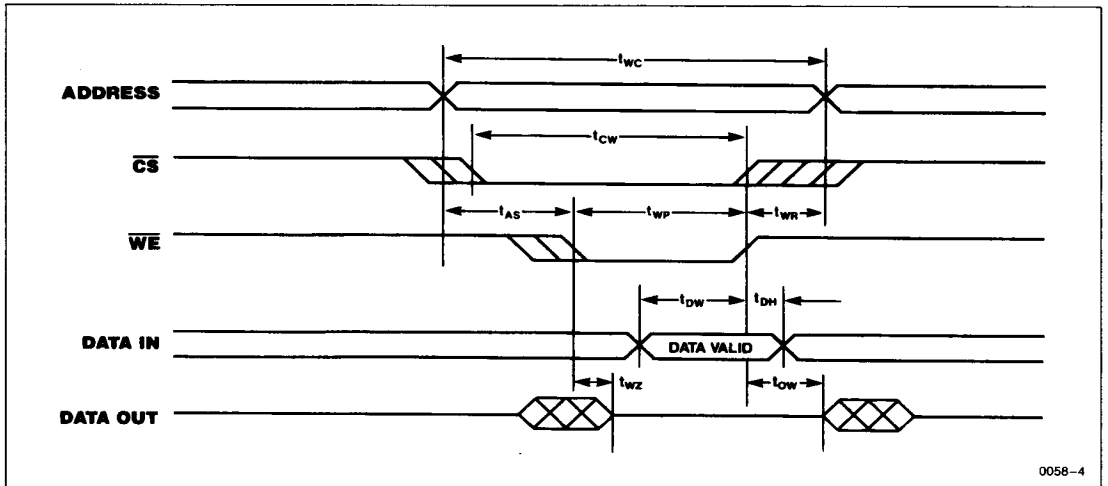 tWC
ADDRESS
tCW
CS
tAS
tWP
tWR
WE
tDW
tDH
DATA IN
DATA VALID
tWZ
tOW
DATA OUT
0058-4